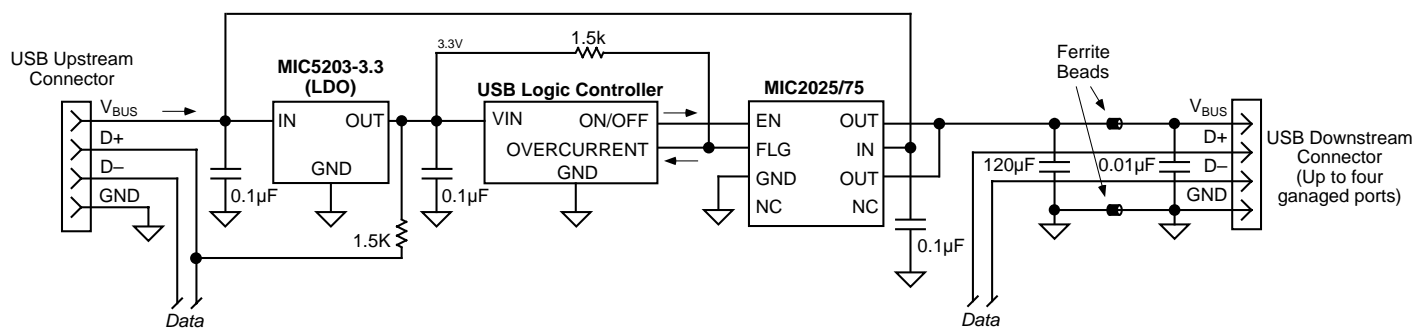 USB Upstream
Connector
VBUS
D+
D–
GND
Data
0.1µF
MIC5203-3.3
(LDO)
IN
OUT
GND
1.5K
3.3V
0.1µF
1.5k
USB Logic Controller
VIN
ON/OFF
OVERCURRENT
GND
MIC2025/75
EN
OUT
FLG
IN
GND
OUT
NC
NC
0.1µF
Ferrite
Beads
120µF
0.01µF
VBUS
D+
D–
GND
Data
USB Downstream
Connector
(Up to four
ganaged ports)